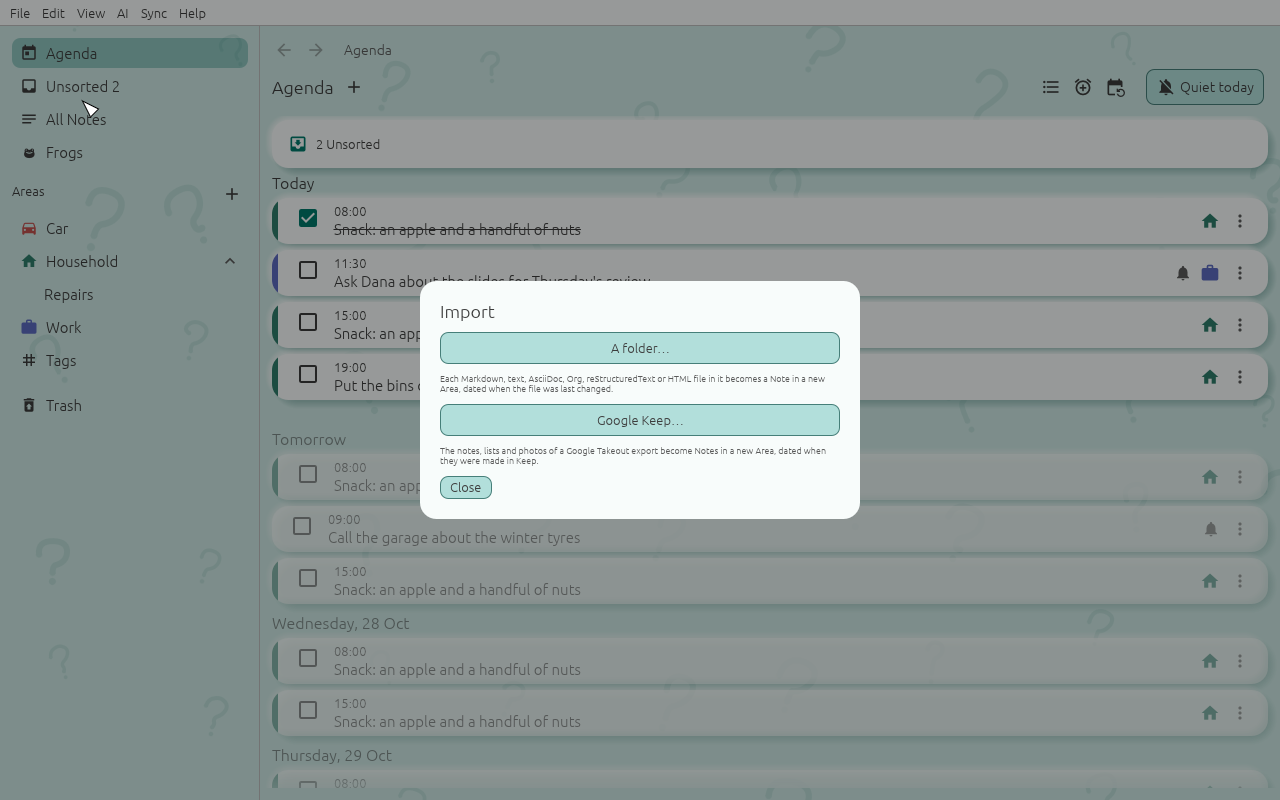 File Edit View AI Sync Help
Agenda
Unsorted 2
All Notes
Frogs
Areas
Car
Household
Repairs
Work
Tags
Trash
Agenda
Agenda
Quiet today
2 Unsorted
Today
08:00
Snack: an apple and a handful of nuts
11:30
Ask Dana about the slides for Thursday's review
15:00
Snack: an app
19:00
Put the bins
Import
A folder…
Each Markdown, text, AsciiDoc, Org, reStructuredText or HTML file in it becomes a Note in a new
Area, dated when the file was last changed.
Google Keep…
The notes, lists and photos of a Google Takeout export become Notes in a new Area, dated when
they were made in Keep.
Close
Tomorrow
08:00
Snack: an app
09:00
Call the garage about the winter tyres
15:00
Snack: an apple and a handful of nuts
Wednesday, 28 Oct
08:00
Snack: an apple and a handful of nuts
15:00
Snack: an apple and a handful of nuts
Thursday, 29 Oct
08:00